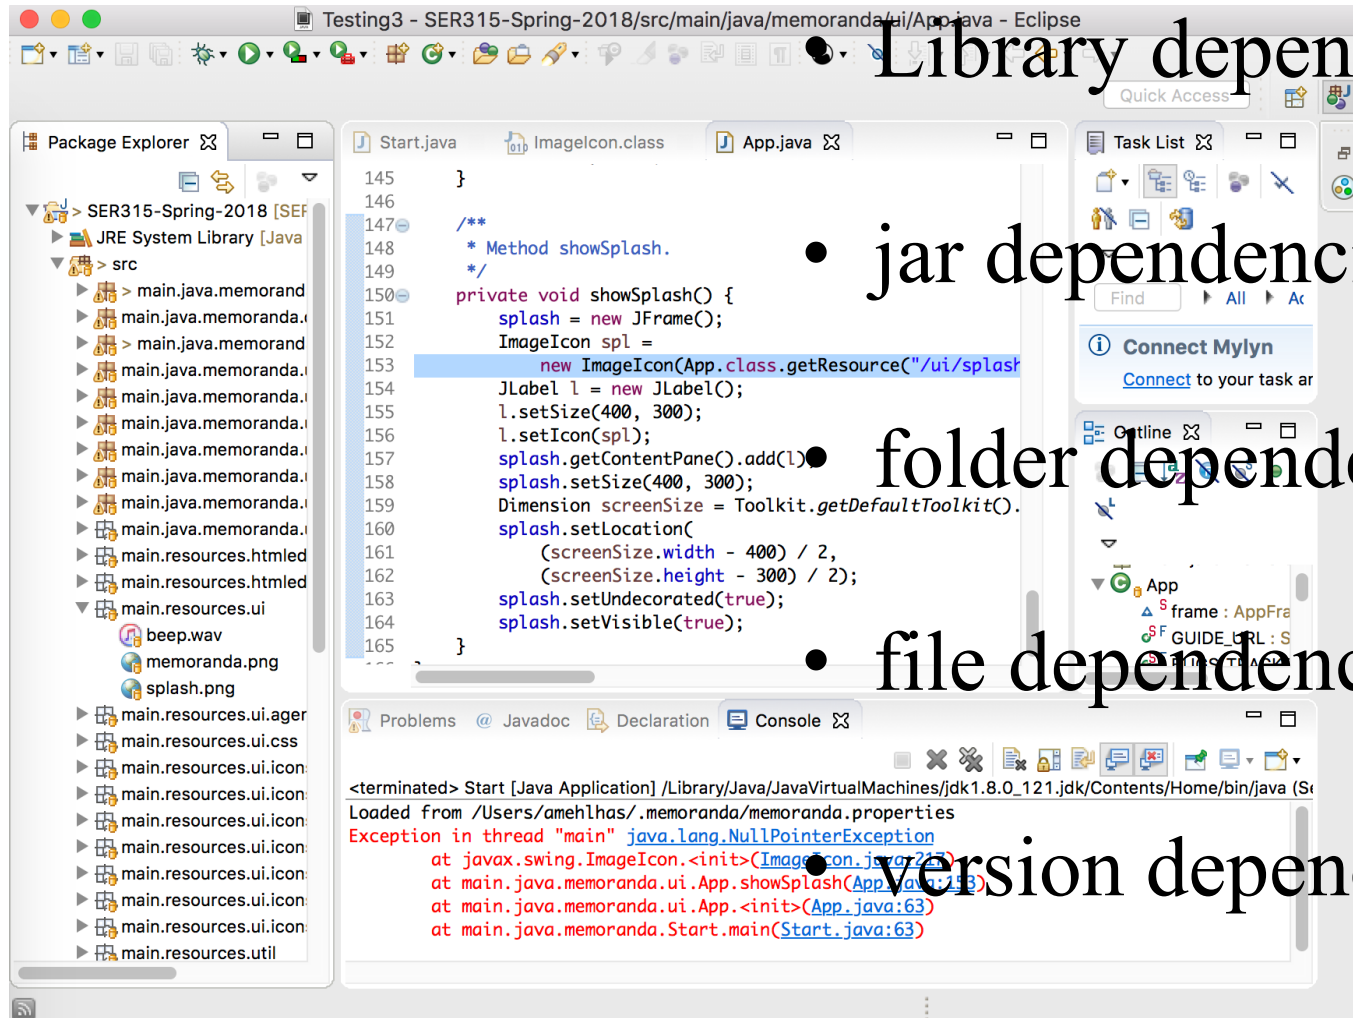 Testing3 - SER315-Spring-2018/src/main/java/memoranda/ui/App.java - Eclipse
• Library depen
Quick Access
Package Explorer
Start.java
ImageIcon.class
App.java
Task List
> SER315-Spring-2018 [SER
JRE System Library [Java
> src
> main.java.memorand
main.java.memoranda.
> main.java.memorand
main.java.memoranda.
main.java.memoranda.
main.java.memoranda.
main.java.memoranda.
main.java.memoranda.
main.java.memoranda.
main.java.memoranda.
main.resources.htmled
main.resources.htmled
main.resources.ui
beep.wav
memoranda.png
splash.png
main.resources.ui.ager
main.resources.ui.css
main.resources.ui.icon
main.resources.ui.icon
main.resources.ui.icon
main.resources.ui.icon
main.resources.ui.icon
main.resources.ui.icon
main.resources.ui.icon
main.resources.util
145 }
146
147 /**
148 * Method showSplash.
149 */
150 private void showSplash() {
151 splash = new JFrame();
152 ImageIcon spl =
153 new ImageIcon(App.class.getResource("/ui/splash
154 JLabel l = new JLabel();
155 l.setSize(400, 300);
156 l.setIcon(spl);
157 splash.getContentPane().add(l)
158 splash.setSize(400, 300);
159 Dimension screenSize = Toolkit.getDefaultToolkit().
160 splash.setLocation(
161 (screenSize.width - 400) / 2,
162 (screenSize.height - 300) / 2);
163 splash.setUndecorated(true);
164 splash.setVisible(true);
165 }
• jar dependenci
Find
All
Ac
Connect Mylyn
Connect to your task ar
Outline
• folder depende
App
frame : AppFra
GUIDE_URL : S
• file dependenc
Problems
@ Javadoc
Declaration
Console
<terminated> Start [Java Application] /Library/Java/JavaVirtualMachines/jdk1.8.0_121.jdk/Contents/Home/bin/java (Se
Loaded from /Users/amehlhas/.memoranda/memoranda.properties
Exception in thread "main" java.lang.NullPointerException
at javax.swing.ImageIcon.<init>(ImageIcon.java:217)
at main.java.memoranda.ui.App.showSplash(App.java:153)
at main.java.memoranda.ui.App.<init>(App.java:63)
at main.java.memoranda.Start.main(Start.java:63)
• version depend